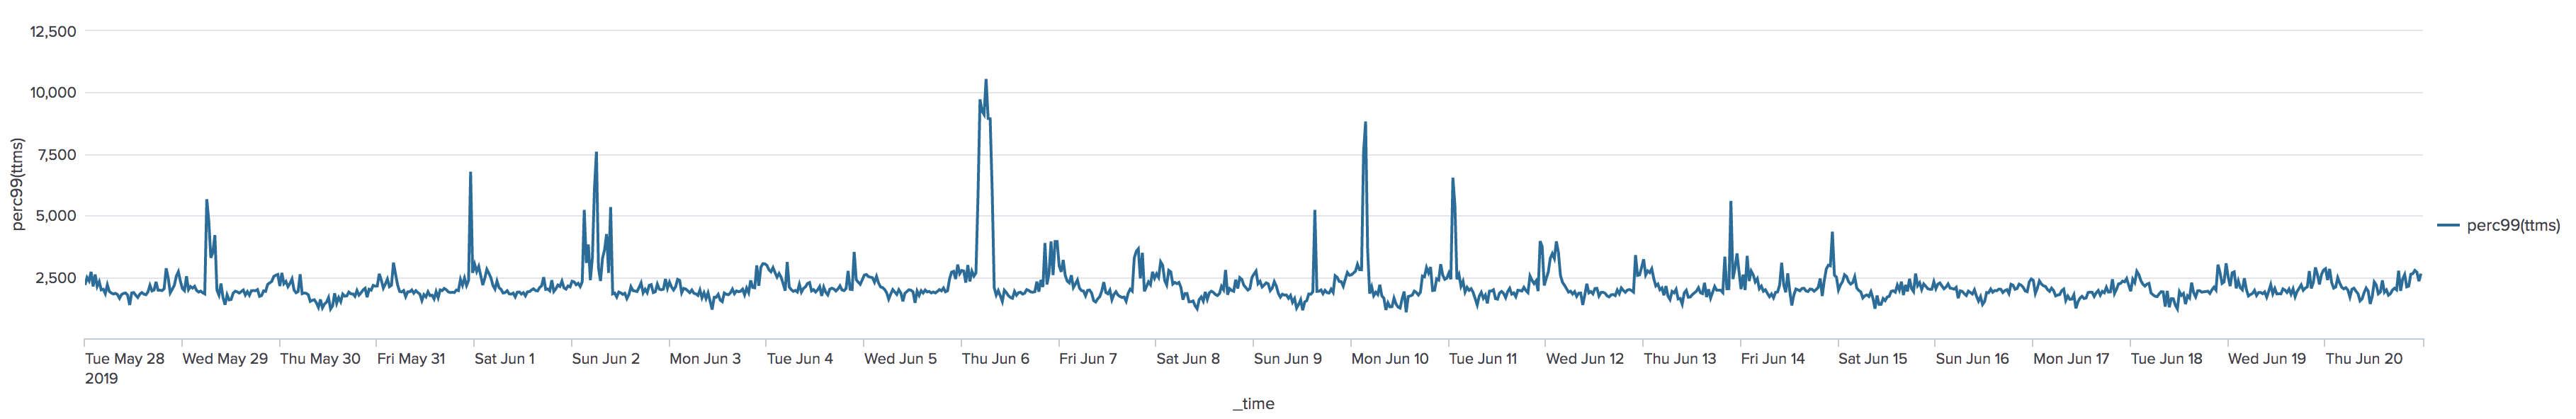 12,500
10,000
7,500
5,000
2,500
perc99(ttms)
perc99(ttms)
Tue May 28 Wed May 29 Thu May 30 Fri May 31 Sat Jun 1 Sun Jun 2 Mon Jun 3 Tue Jun 4 Wed Jun 5 Thu Jun 6 Fri Jun 7 Sat Jun 8 Sun Jun 9 Mon Jun 10 Tue Jun 11 Wed Jun 12 Thu Jun 13 Fri Jun 14 Sat Jun 15 Sun Jun 16 Mon Jun 17 Tue Jun 18 Wed Jun 19 Thu Jun 20
2019
_time